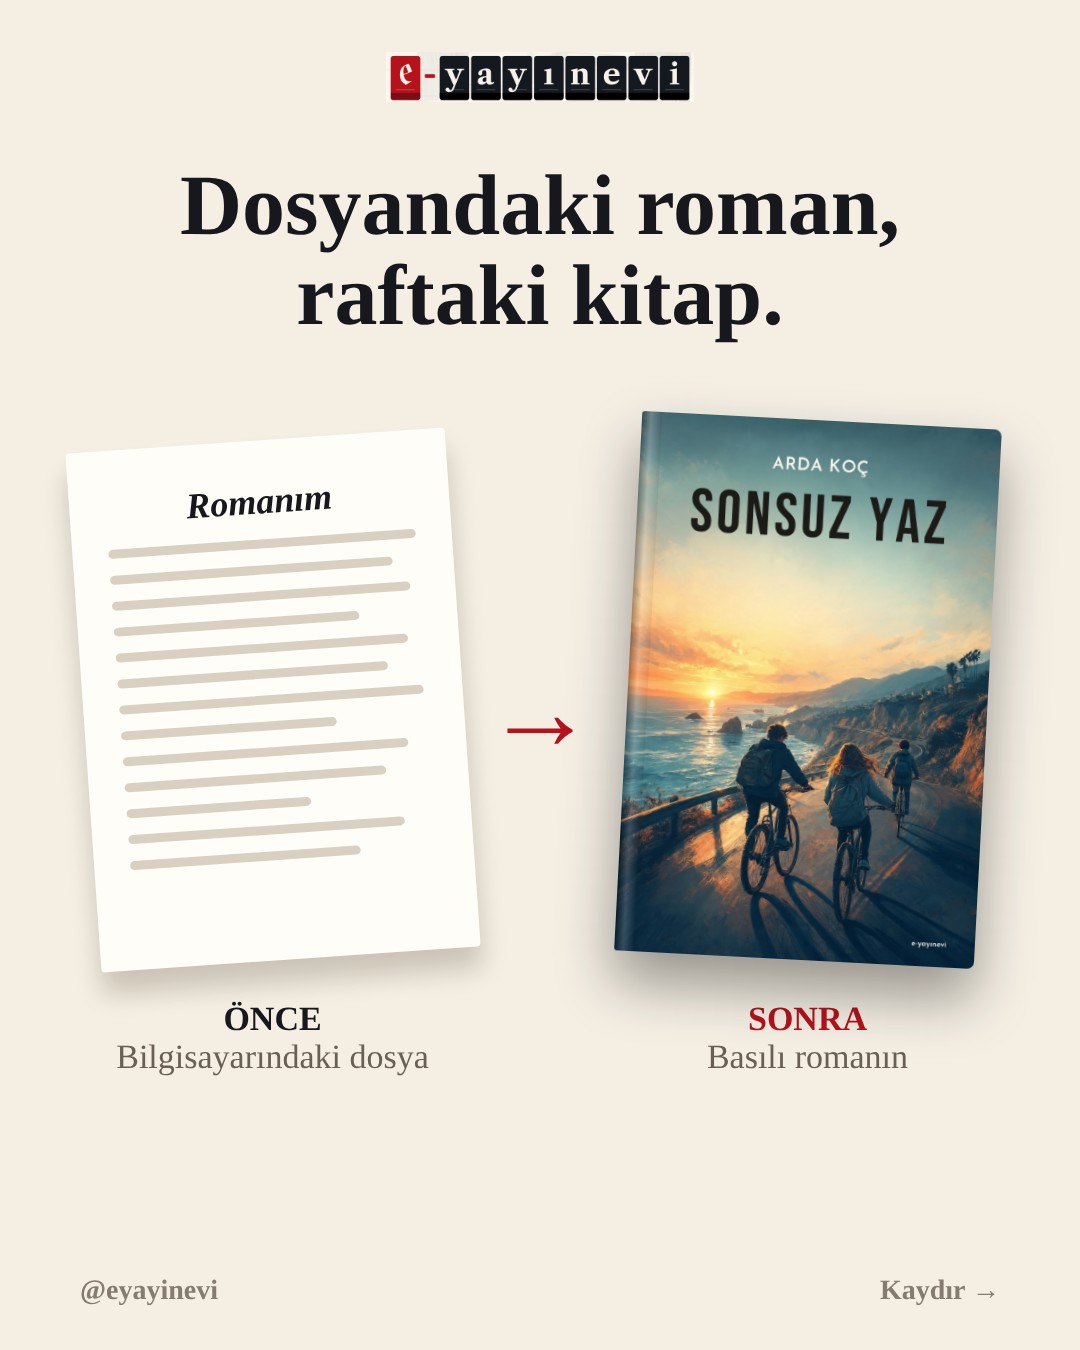 e-yayınevi
Dosyandaki roman,
raftaki kitap.
Romanım
ARDA KOÇ
SONSUZ YAZ
e-yayınevi
→
ÖNCE
Bilgisayarındaki dosya
SONRA
Basılı romanın
@eyayinevi
Kaydır →